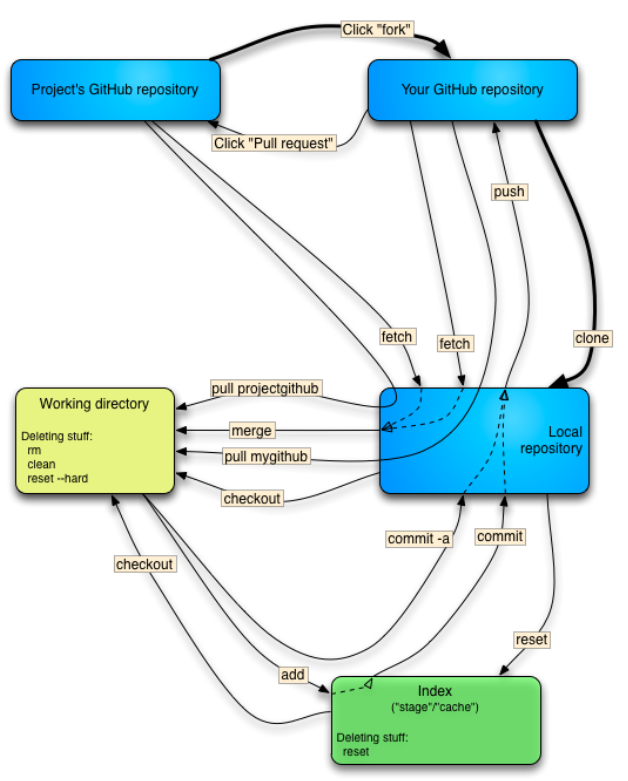 Click "fork"
Project's GitHub repository
Your GitHub repository
Click "Pull request"
push
fetch
fetch
clone
pull projectgithub
Working directory
merge
Local
repository
Deleting stuff:
rm
clean
reset --hard
pull mygithub
checkout
commit -a
commit
checkout
reset
add
Index
("stage"/"cache")
Deleting stuff:
reset